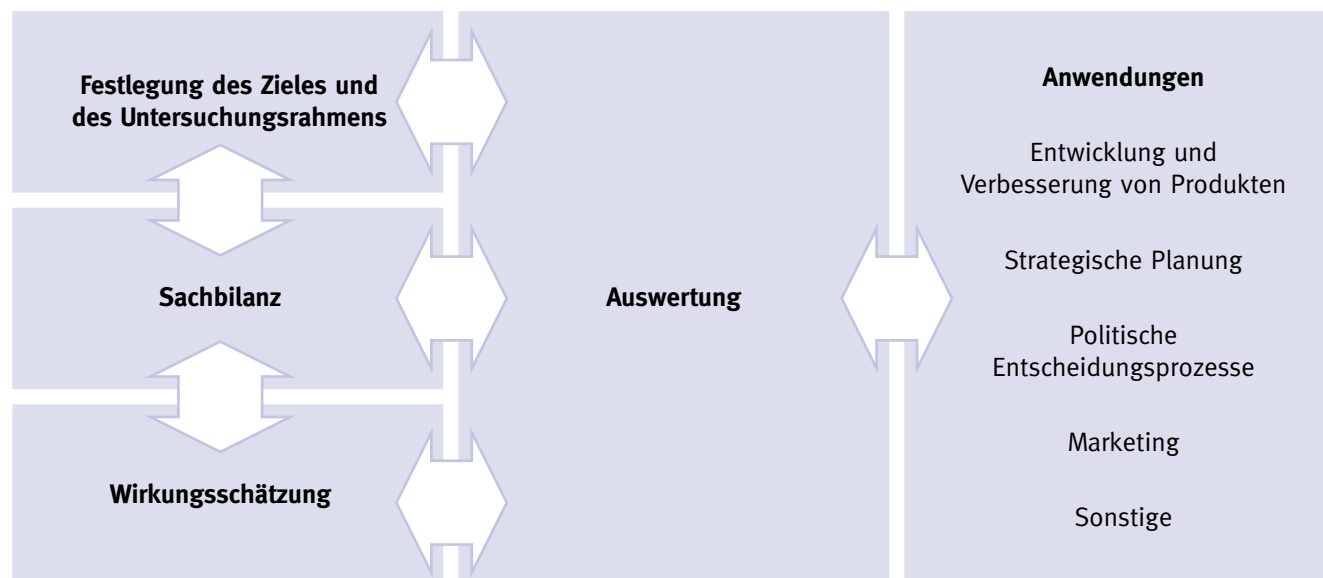 Festlegung des Zieles und
des Untersuchungsrahmens
Sachbilanz
Wirkungsschätzung
Auswertung
Anwendungen
Entwicklung und
Verbesserung von Produkten
Strategische Planung
Politische
Entscheidungsprozesse
Marketing
Sonstige